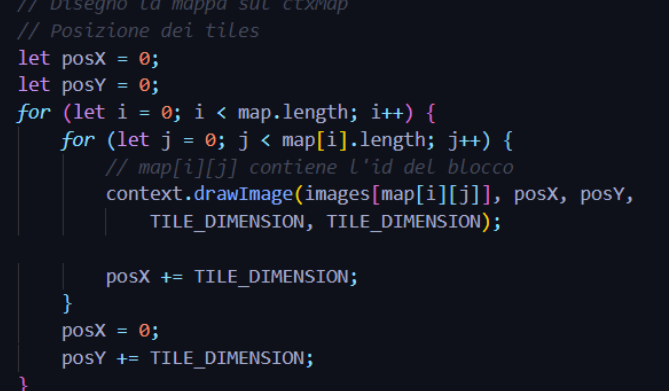 // Disegno la mappa sul ctxMap
// Posizione dei tiles
let posX = 0;
let posY = 0;
for (let i = 0; i < map.length; i++) {
    for (let j = 0; j < map[i].length; j++) {
        // map[i][j] contiene l'id del blocco
        context.drawImage(images[map[i][j]], posX, posY,
            TILE_DIMENSION, TILE_DIMENSION);
        posX += TILE_DIMENSION;
    }
    posX = 0;
    posY += TILE_DIMENSION;
}